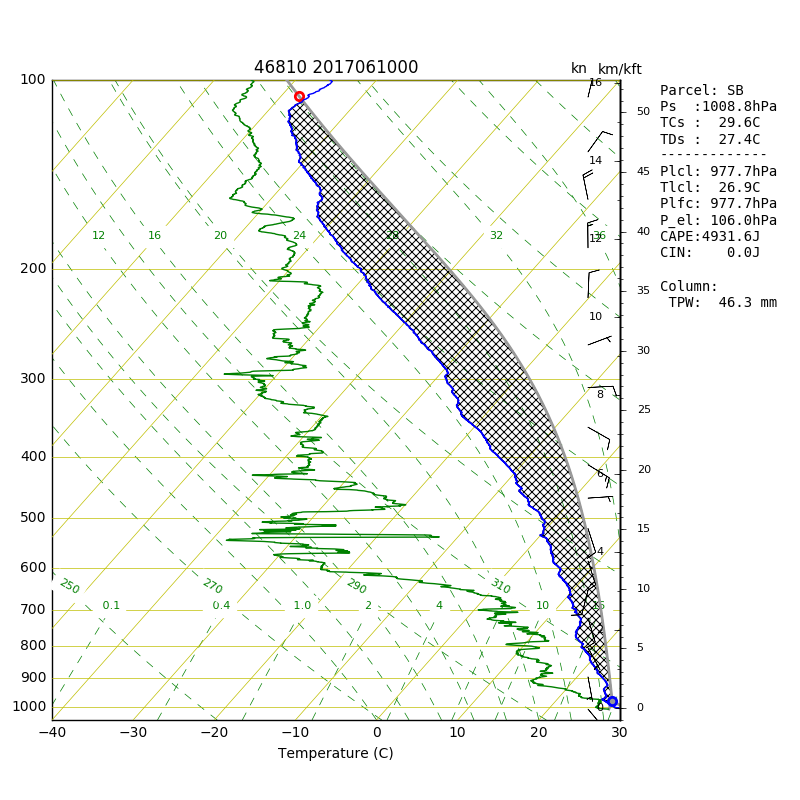 46810 2017061000
kn km/kft
100
200
300
400
500
600
700
800
900
1000
12 16 20 24 28 32 36
250 270 290 310
0.1 0.4 1.0 2 4 10 16
16
14
12
10
8
6
4
0
50
45
40
35
30
25
20
15
10
5
0
−40 −30 −20 −10 0 10 20 30
Temperature (C)
Parcel: SB
Ps :1008.8hPa
TCs : 29.6C
TDs : 27.4C
-------------
Plcl: 977.7hPa
Tlcl: 26.9C
Plfc: 977.7hPa
P_el: 106.0hPa
CAPE:4931.6J
CIN: 0.0J
Column:
TPW: 46.3 mm